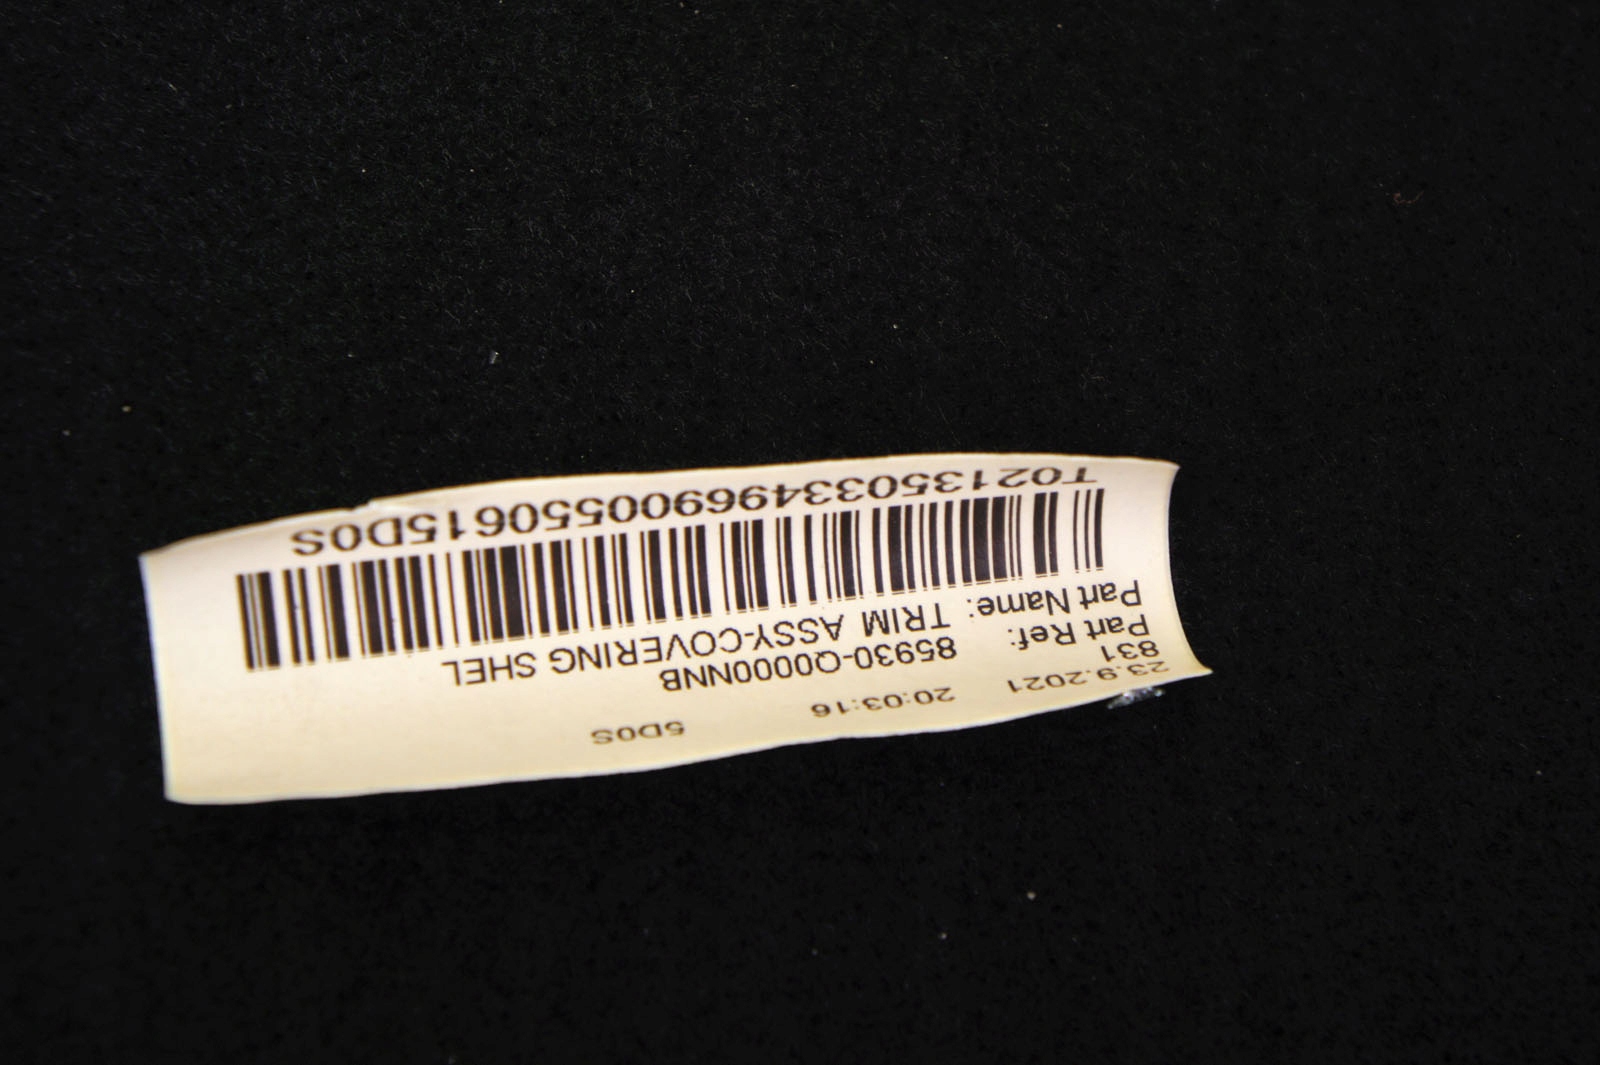 23.9.2021 20:03:16 5D0S
831
Part Ref: 85930-Q0000NNB
Part Name: TRIM ASSY-COVERING SHEL
T02135033496900550615D0S